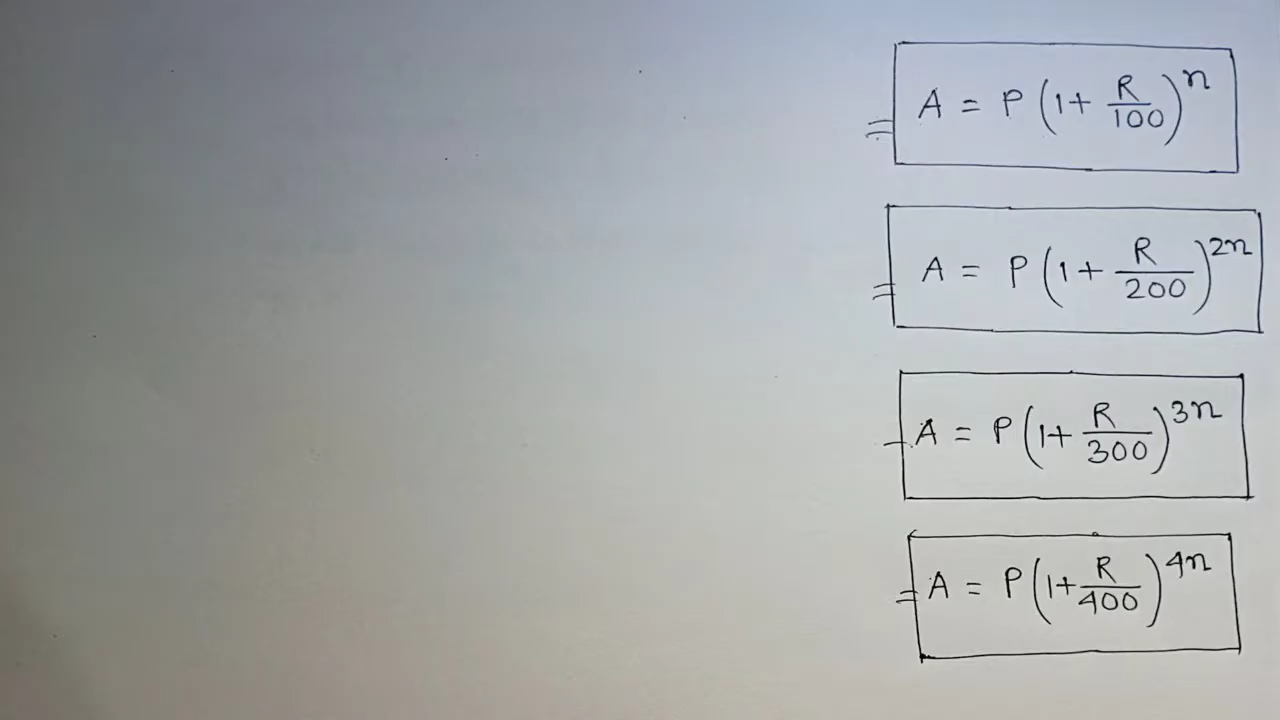 A = P (1 + R/100)^n
A = P (1 + R/200)^2n
A = P (1 + R/300)^3n
A = P (1 + R/400)^4n